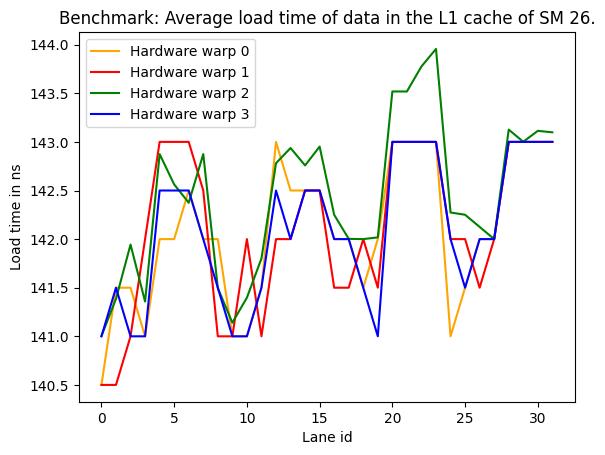 Benchmark: Average load time of data in the L1 cache of SM 26.
Hardware warp 0
Hardware warp 1
Hardware warp 2
Hardware warp 3
Load time in ns
144.0
143.5
143.0
142.5
142.0
141.5
141.0
140.5
0 5 10 15 20 25 30
Lane id